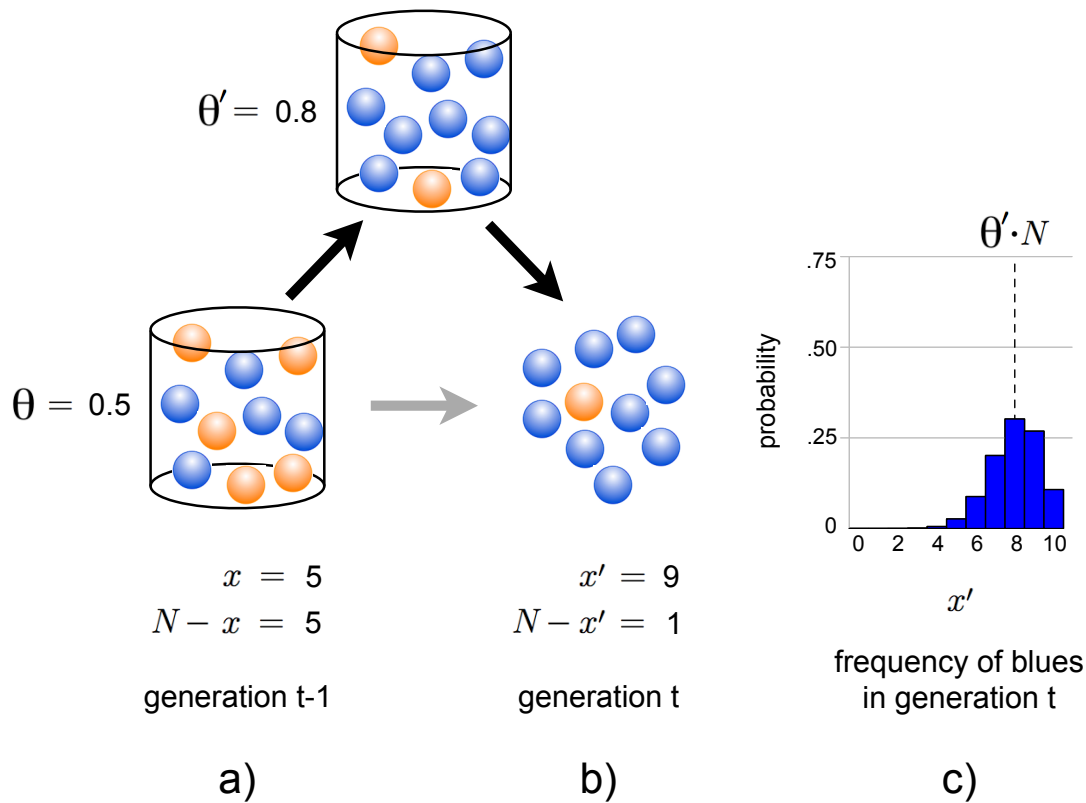 θ′ = 0.8
θ = 0.5
x = 5
N − x = 5
generation t-1
a)
x′ = 9
N − x′ = 1
generation t
b)
θ′·N
.75
.50
.25
0
probability
0 2 4 6 8 10
x′
frequency of blues
in generation t
c)